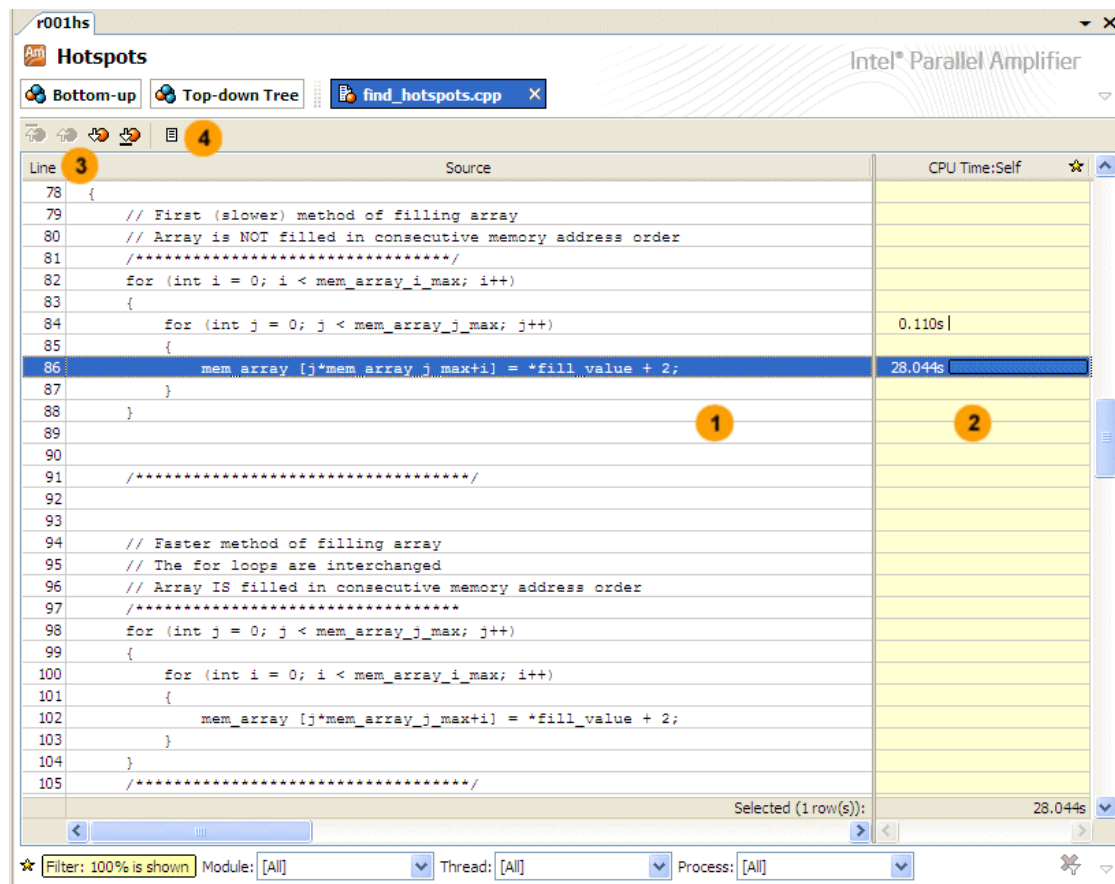 r001hs
Am Hotspots
Intel® Parallel Amplifier
Bottom-up Top-down Tree find_hotspots.cpp
4
Line 3 Source CPU Time:Self
78 {
79 // First (slower) method of filling array
80 // Array is NOT filled in consecutive memory address order
81 /*********************************/
82 for (int i = 0; i < mem_array_i_max; i++)
83 {
84 for (int j = 0; j < mem_array_j_max; j++) 0.110s
85 {
86 mem_array [j*mem_array_j_max+i] = *fill_value + 2; 28.044s
87 }
88 }
1 2
89
90
91 /***********************************/
92
93
94 // Faster method of filling array
95 // The for loops are interchanged
96 // Array IS filled in consecutive memory address order
97 /**********************************
98 for (int j = 0; j < mem_array_j_max; j++)
99 {
100 for (int i = 0; i < mem_array_i_max; i++)
101 {
102 mem_array [j*mem_array_j_max+i] = *fill_value + 2;
103 }
104 }
105 /***********************************/
Selected (1 row(s)): 28.044s
Filter: 100% is shown Module: [All] Thread: [All] Process: [All]